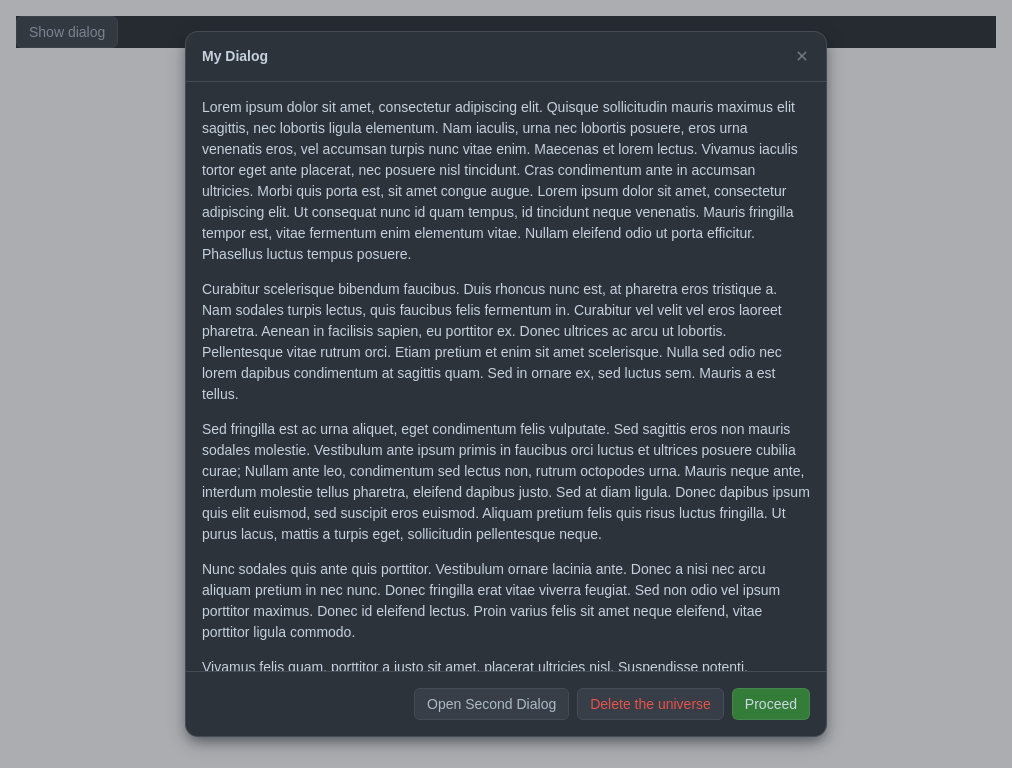 Show dialog
My Dialog
Lorem ipsum dolor sit amet, consectetur adipiscing elit. Quisque sollicitudin mauris maximus elit
sagittis, nec lobortis ligula elementum. Nam iaculis, urna nec lobortis posuere, eros urna
venenatis eros, vel accumsan turpis nunc vitae enim. Maecenas et lorem lectus. Vivamus iaculis
tortor eget ante placerat, nec posuere nisl tincidunt. Cras condimentum ante in accumsan
ultricies. Morbi quis porta est, sit amet congue augue. Lorem ipsum dolor sit amet, consectetur
adipiscing elit. Ut consequat nunc id quam tempus, id tincidunt neque venenatis. Mauris fringilla
tempor est, vitae fermentum enim elementum vitae. Nullam eleifend odio ut porta efficitur.
Phasellus luctus tempus posuere.
Curabitur scelerisque bibendum faucibus. Duis rhoncus nunc est, at pharetra eros tristique a.
Nam sodales turpis lectus, quis faucibus felis fermentum in. Curabitur vel velit vel eros laoreet
pharetra. Aenean in facilisis sapien, eu porttitor ex. Donec ultrices ac arcu ut lobortis.
Pellentesque vitae rutrum orci. Etiam pretium et enim sit amet scelerisque. Nulla sed odio nec
lorem dapibus condimentum at sagittis quam. Sed in ornare ex, sed luctus sem. Mauris a est
tellus.
Sed fringilla est ac urna aliquet, eget condimentum felis vulputate. Sed sagittis eros non mauris
sodales molestie. Vestibulum ante ipsum primis in faucibus orci luctus et ultrices posuere cubilia
curae; Nullam ante leo, condimentum sed lectus non, rutrum octopodes urna. Mauris neque ante,
interdum molestie tellus pharetra, eleifend dapibus justo. Sed at diam ligula. Donec dapibus ipsum
quis elit euismod, sed suscipit eros euismod. Aliquam pretium felis quis risus luctus fringilla. Ut
purus lacus, mattis a turpis eget, sollicitudin pellentesque neque.
Nunc sodales quis ante quis porttitor. Vestibulum ornare lacinia ante. Donec a nisi nec arcu
aliquam pretium in nec nunc. Donec fringilla erat vitae viverra feugiat. Sed non odio vel ipsum
porttitor maximus. Donec id eleifend lectus. Proin varius felis sit amet neque eleifend, vitae
porttitor ligula commodo.
Vivamus felis quam, porttitor a justo sit amet, placerat ultricies nisl. Suspendisse potenti.
Open Second Dialog
Delete the universe
Proceed